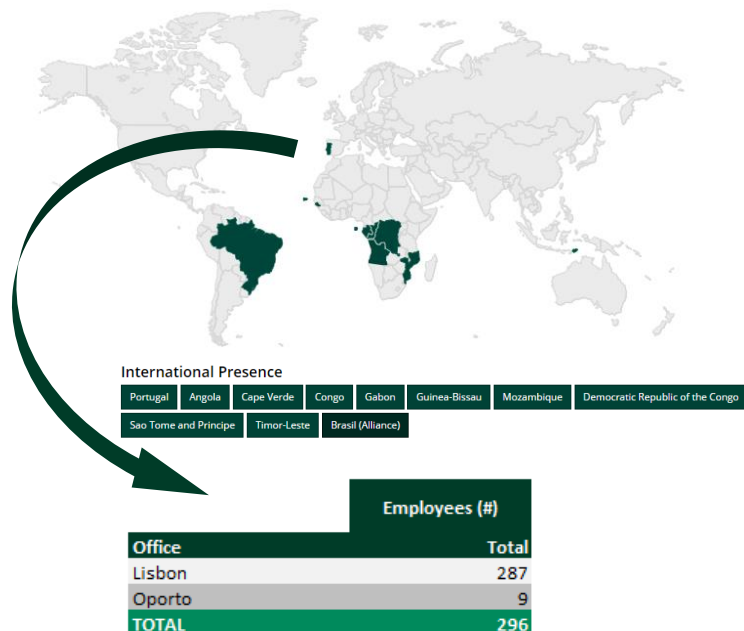 International Presence
Portugal Angola Cape Verde Congo Gabon Guinea-Bissau Mozambique Democratic Republic of the Congo
Sao Tome and Principe Timor-Leste Brasil (Alliance)
Employees (#)
Office Total
Lisbon 287
Oporto 9
TOTAL 296